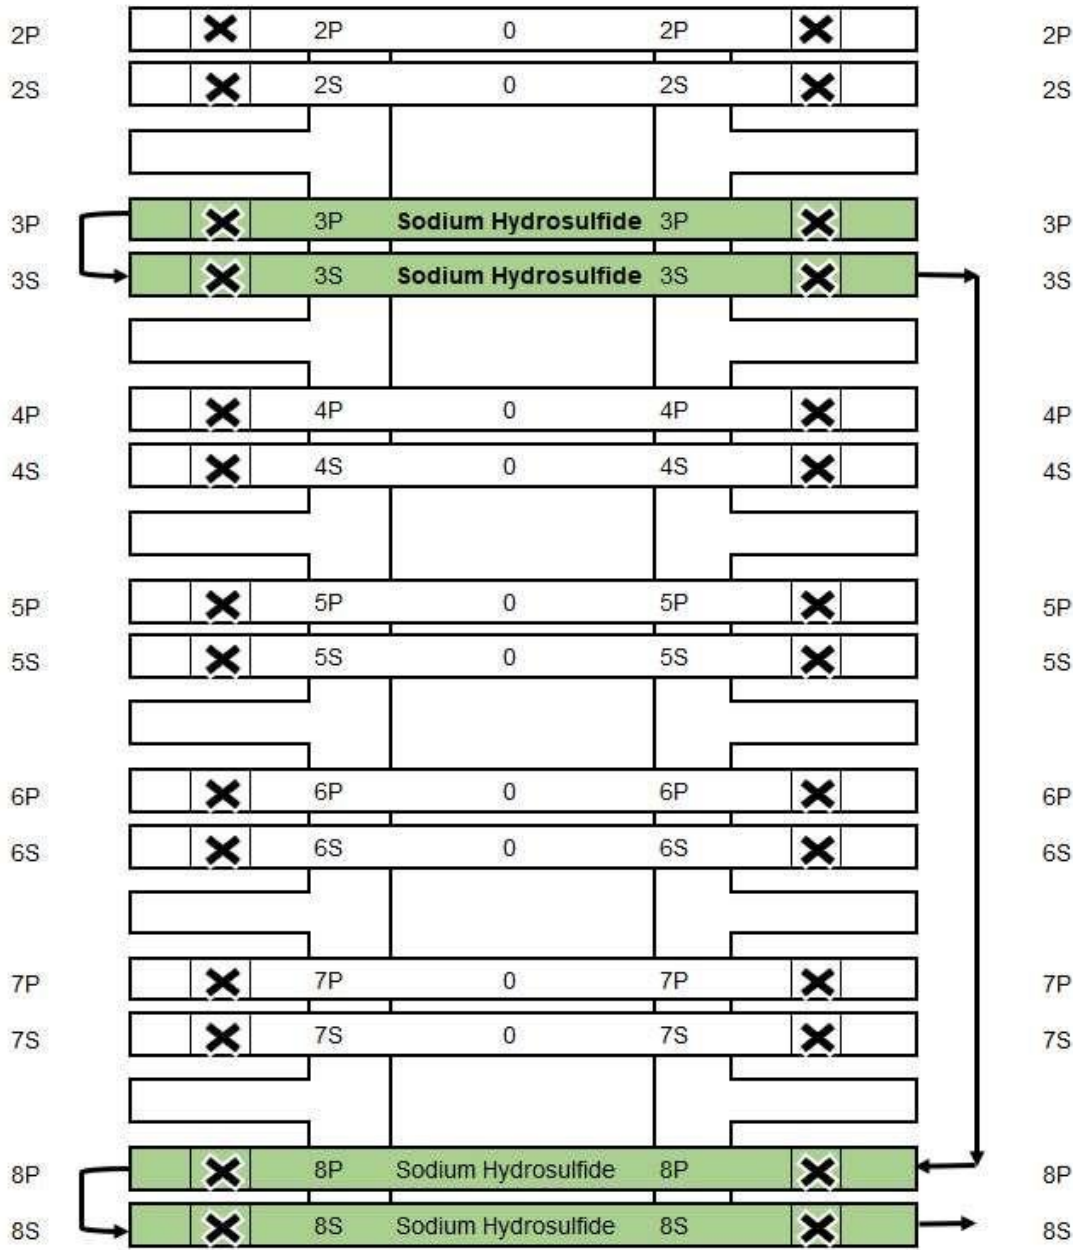 2P 2P 0 2P 2P
2S 2S 0 2S 2S
3P 3P Sodium Hydrosulfide 3P 3P
3S 3S Sodium Hydrosulfide 3S 3S
4P 4P 0 4P 4P
4S 4S 0 4S 4S
5P 5P 0 5P 5P
5S 5S 0 5S 5S
6P 6P 0 6P 6P
6S 6S 0 6S 6S
7P 7P 0 7P 7P
7S 7S 0 7S 7S
8P 8P Sodium Hydrosulfide 8P 8P
8S 8S Sodium Hydrosulfide 8S 8S